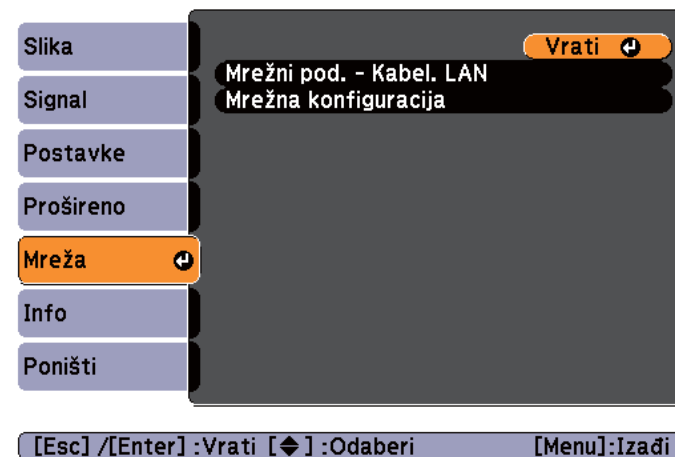 Slika
Signal
Postavke
Prošireno
Mreža
Info
Poništi
Vrati
Mrežni pod. - Kabel. LAN
Mrežna konfiguracija
[Esc] /[Enter] :Vrati [◆] :Odaberi [Menu]:Izađi